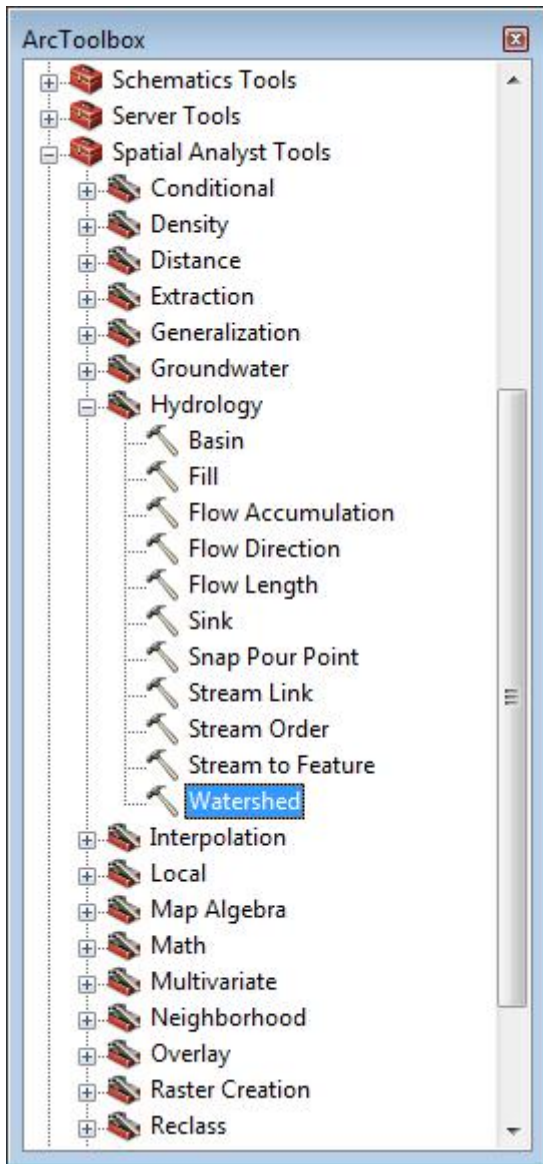 ArcToolbox
Schematics Tools
Server Tools
Spatial Analyst Tools
Conditional
Density
Distance
Extraction
Generalization
Groundwater
Hydrology
Basin
Fill
Flow Accumulation
Flow Direction
Flow Length
Sink
Snap Pour Point
Stream Link
Stream Order
Stream to Feature
Watershed
Interpolation
Local
Map Algebra
Math
Multivariate
Neighborhood
Overlay
Raster Creation
Reclass